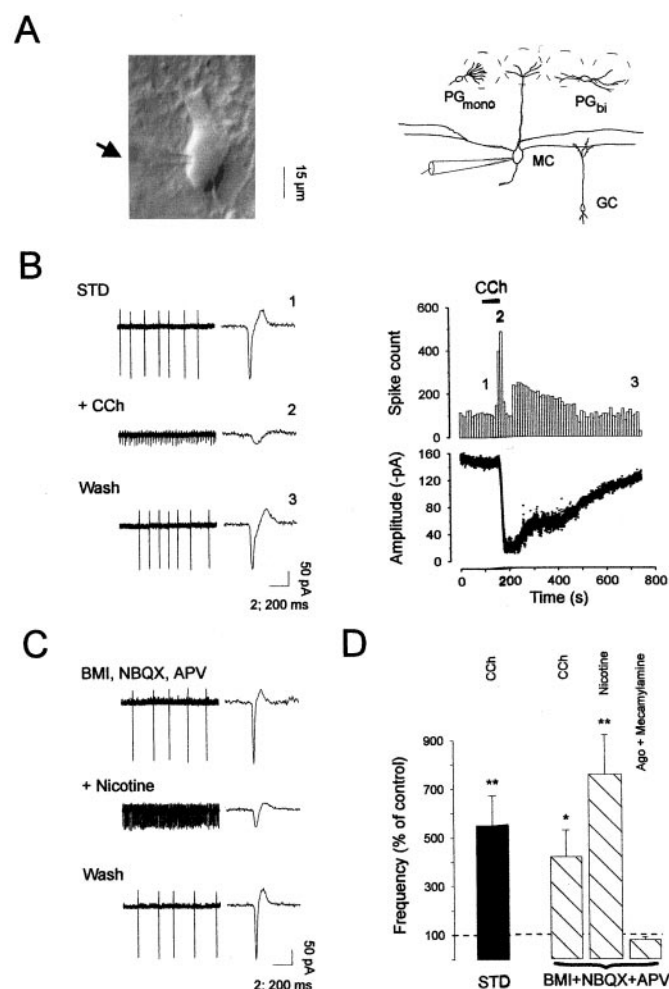 A
15 µm
PGmono
PGbi
MC
GC
B
STD
1
+ CCh
2
Wash
3
50 pA
2; 200 ms
CCh
2
1
3
Spike count
600
400
200
0
Amplitude (-pA)
160
120
80
40
0
0 200 400 600 800
Time (s)
C
BMI, NBQX, APV
+ Nicotine
Wash
50 pA
2; 200 ms
D
CCh
CCh
Nicotine
Ago + Mecamylamine
Frequency (% of control)
900
700
500
300
100
**
*
**
STD
BMI+NBQX+APV